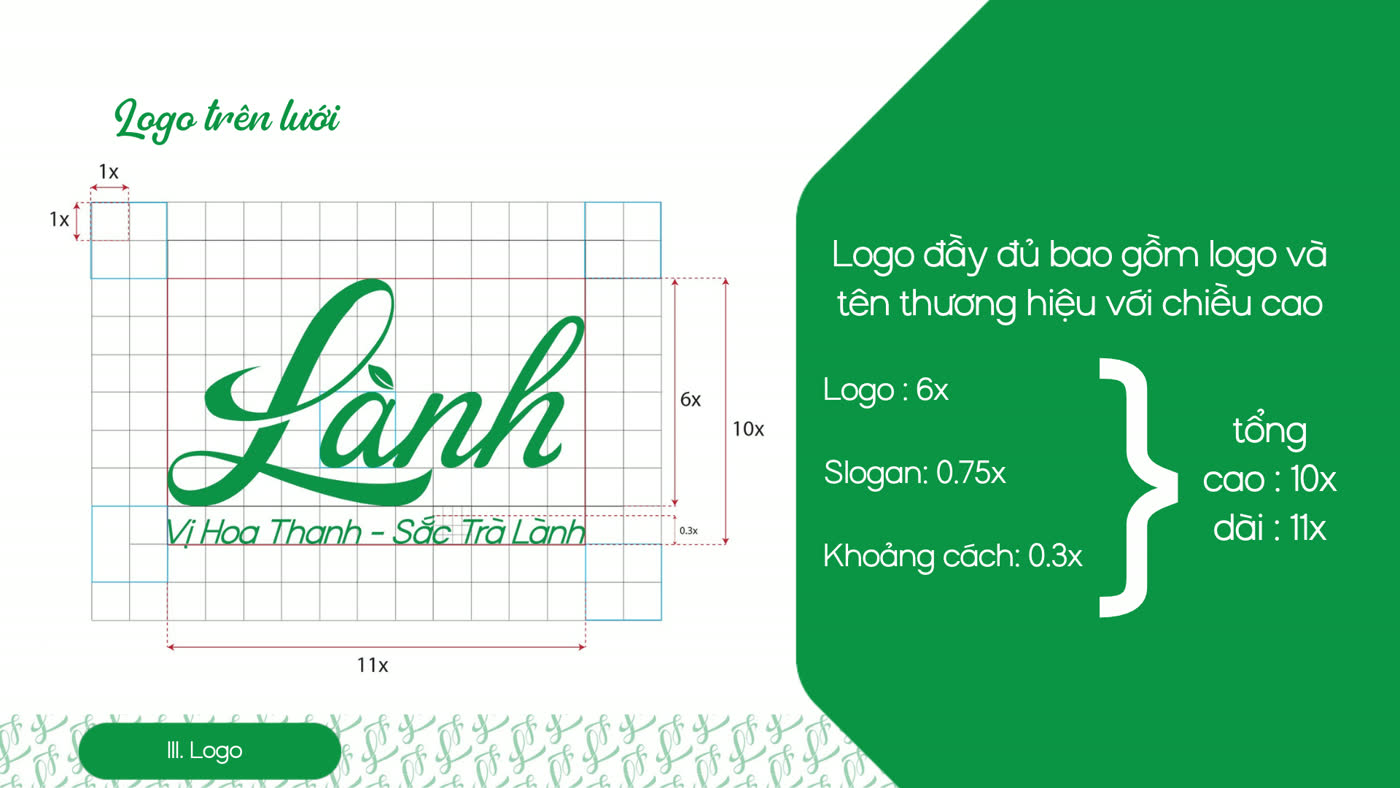 Logo trên lưới
1x
1x
Lành
Vị Hoa Thanh - Sắc Trà Lành
6x
10x
0.3x
11x
Logo đầy đủ bao gồm logo và
tên thương hiệu với chiều cao
Logo : 6x
Slogan: 0.75x
Khoảng cách: 0.3x
}
tổng
cao : 10x
dài : 11x
III. Logo